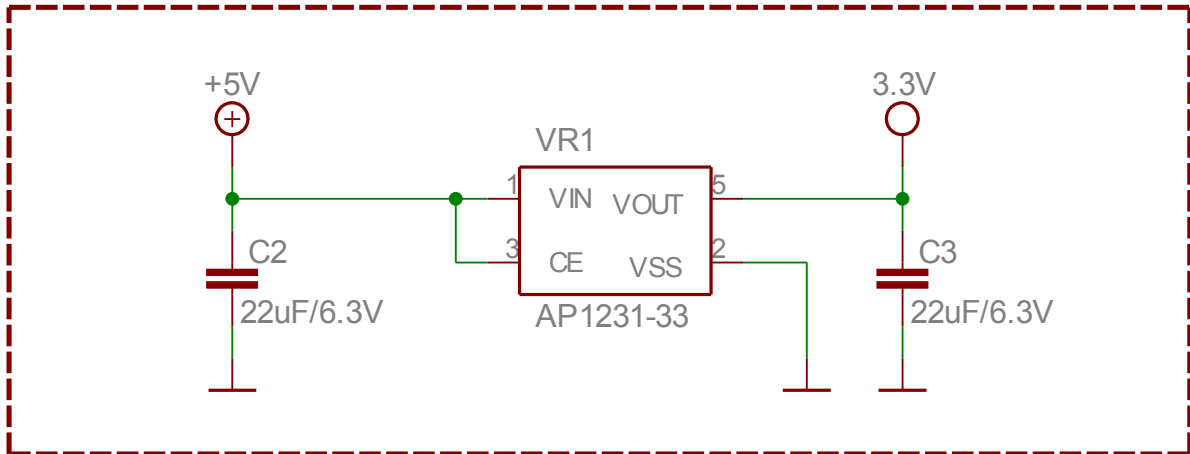 +5V
3.3V
VR1
1
VIN
VOUT
5
3
CE
VSS
2
C2
C3
22uF/6.3V
AP1231-33
22uF/6.3V